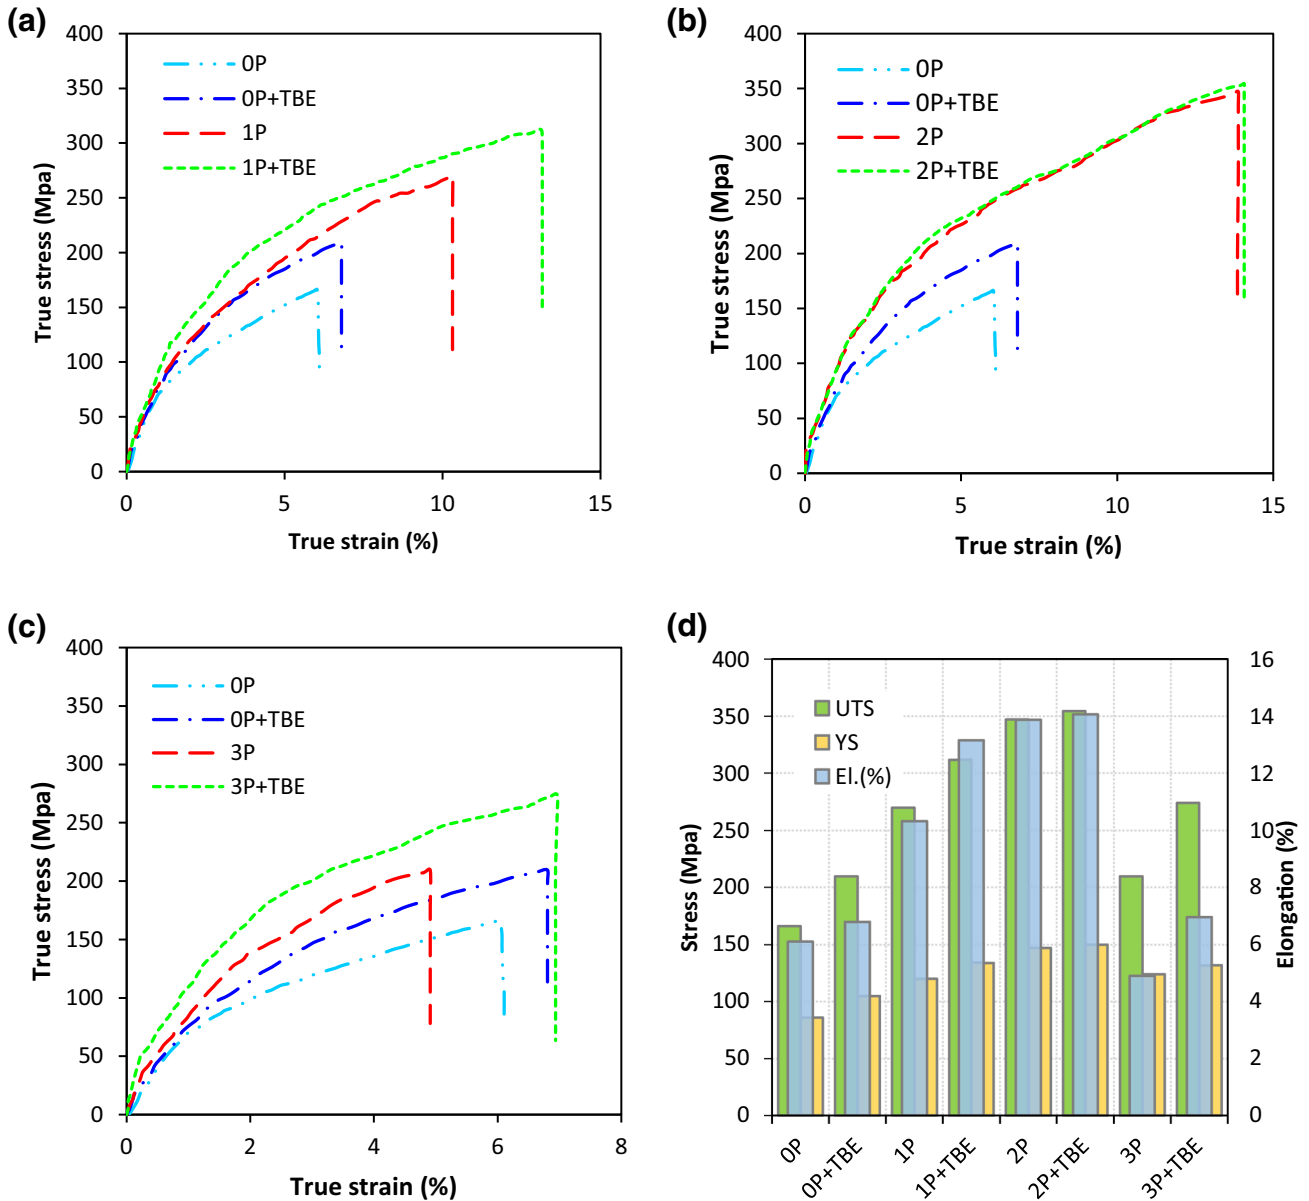 (a)
400
350
300
250
200
150
100
50
0
True stress (Mpa)
0P
0P+TBE
1P
1P+TBE
0 5 10 15
True strain (%)
(b)
400
350
300
250
200
150
100
50
0
True stress (Mpa)
0P
0P+TBE
2P
2P+TBE
0 5 10 15
True strain (%)
(c)
400
350
300
250
200
150
100
50
0
True stress (Mpa)
0P
0P+TBE
3P
3P+TBE
0 2 4 6 8
True strain (%)
(d)
400
350
300
250
200
150
100
50
0
Stress (Mpa)
UTS
YS
El.(%)
16
14
12
10
8
6
4
2
0
Elongation (%)
0P
0P+TBE
1P
1P+TBE
2P
2P+TBE
3P
3P+TBE